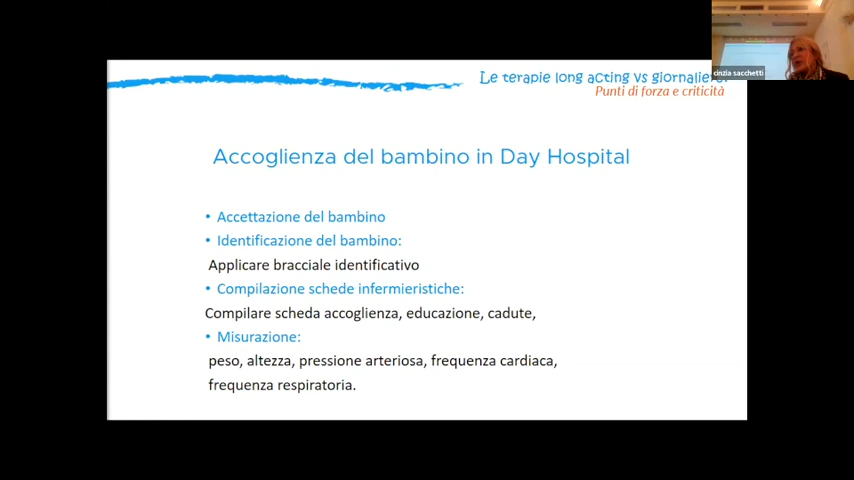 cinzia sacchetti
Le terapie long acting vs giornaliere:
Punti di forza e criticità
Accoglienza del bambino in Day Hospital
• Accettazione del bambino
• Identificazione del bambino:
Applicare bracciale identificativo
• Compilazione schede infermieristiche:
Compilare scheda accoglienza, educazione, cadute,
• Misurazione:
peso, altezza, pressione arteriosa, frequenza cardiaca,
frequenza respiratoria.